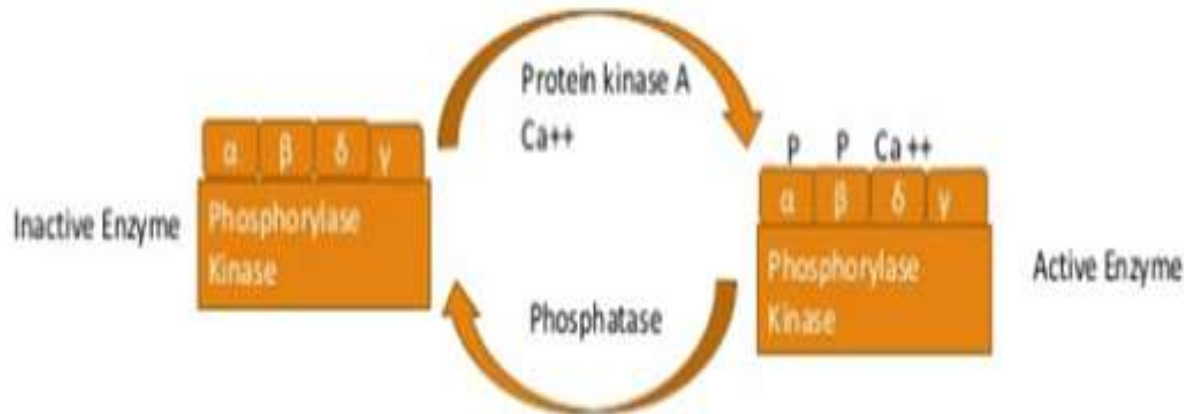 Protein kinase A
Ca++
α β δ γ
Phosphorylase
Kinase
Inactive Enzyme
P P Ca ++
α β δ γ
Phosphorylase
Kinase
Active Enzyme
Phosphatase